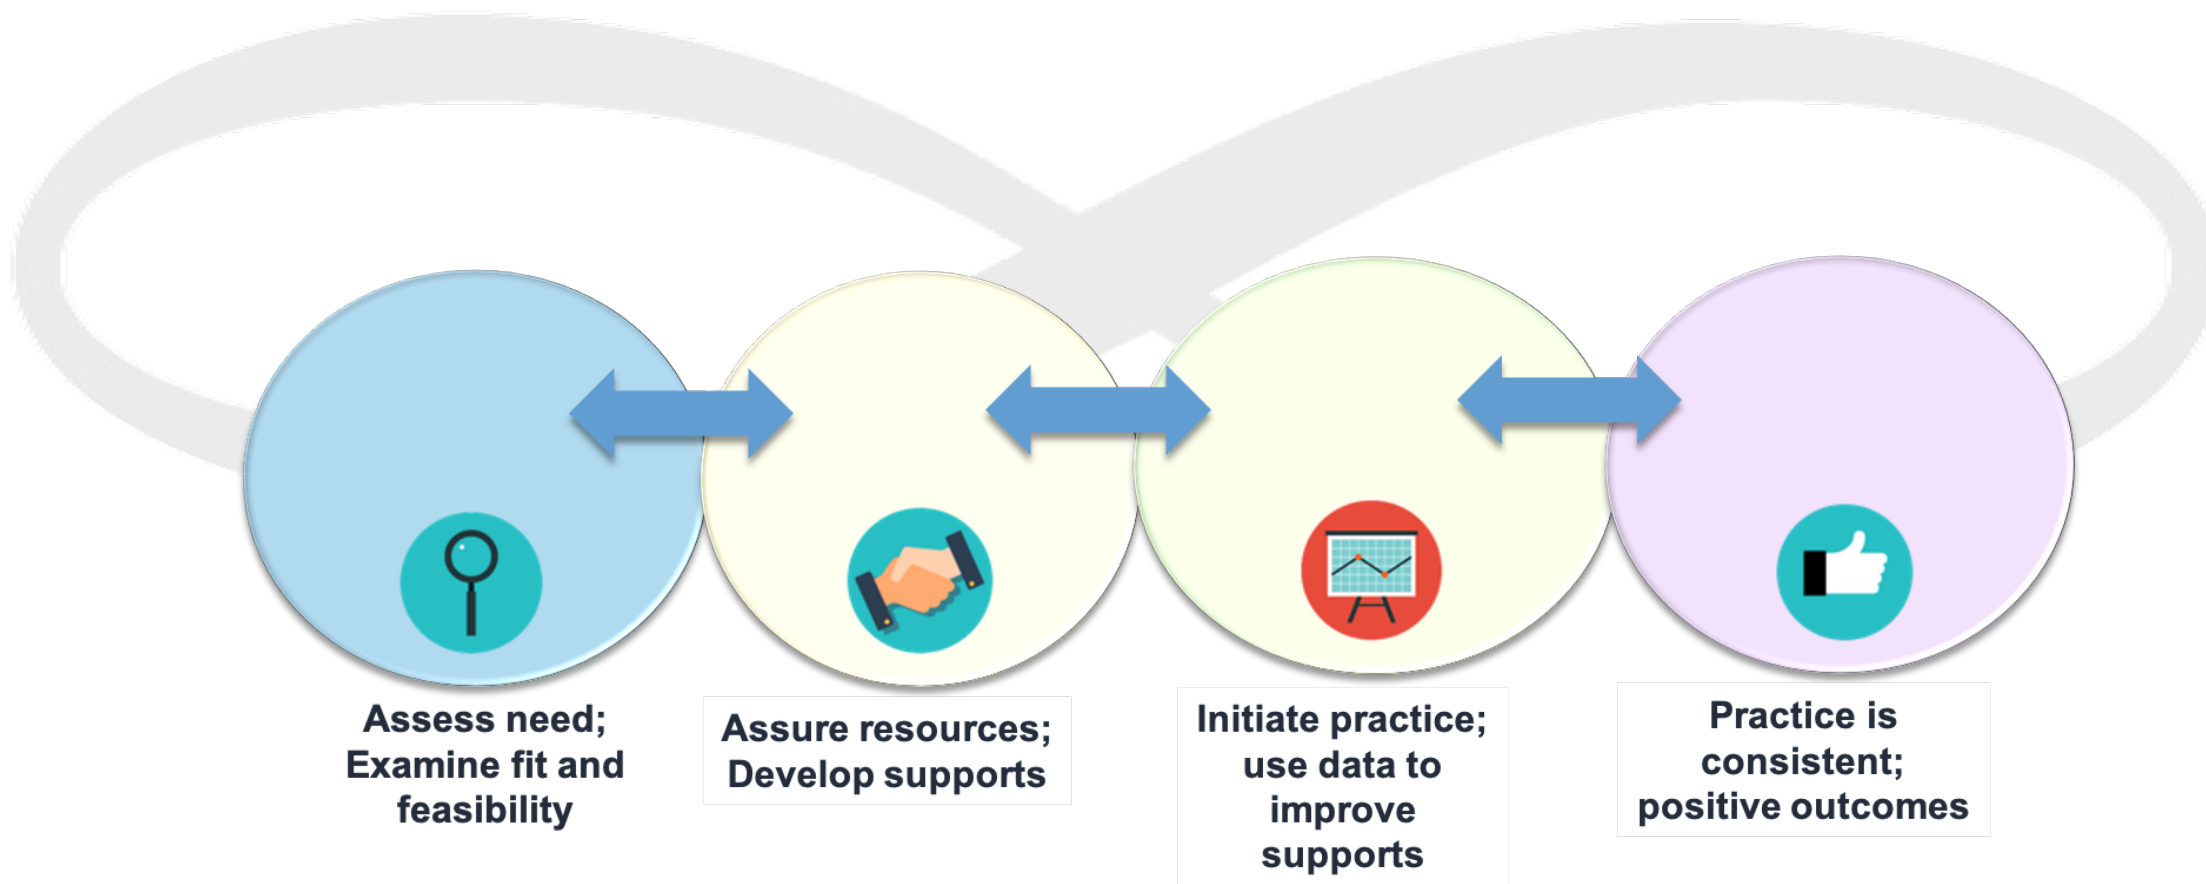 Assess need;
Examine fit and
feasibility
Assure resources;
Develop supports
Initiate practice;
use data to
improve
supports
Practice is
consistent;
positive outcomes